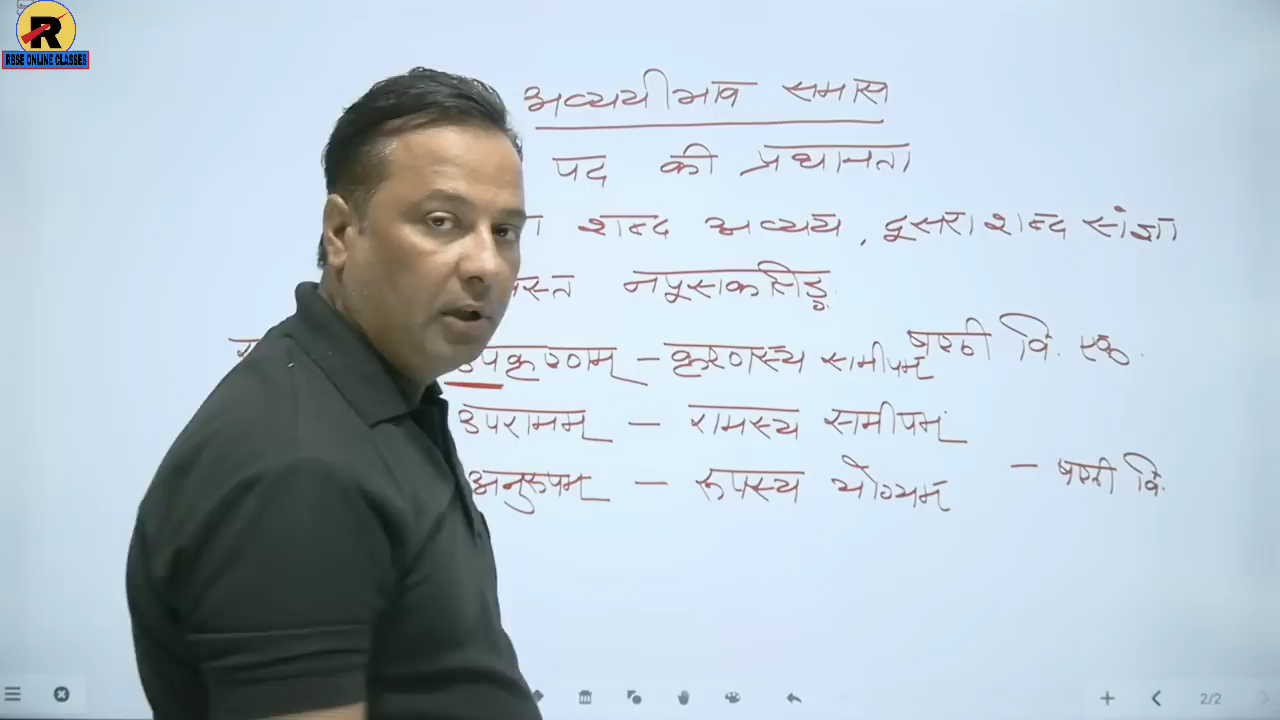 R
RBSE ONLINE CLASSES
अव्ययीभाव समास
पद की प्रधानता
शब्द अव्यय, दूसरा शब्द संज्ञा
नपूसकलिङ्ग
उपकृष्णम् – कृष्णस्य समीपम् षष्ठी वि. एक.
उपरामम् – रामस्य समीपम्
अनुरूपम् – रूपस्य योग्यम् – षष्ठी वि.
2/2